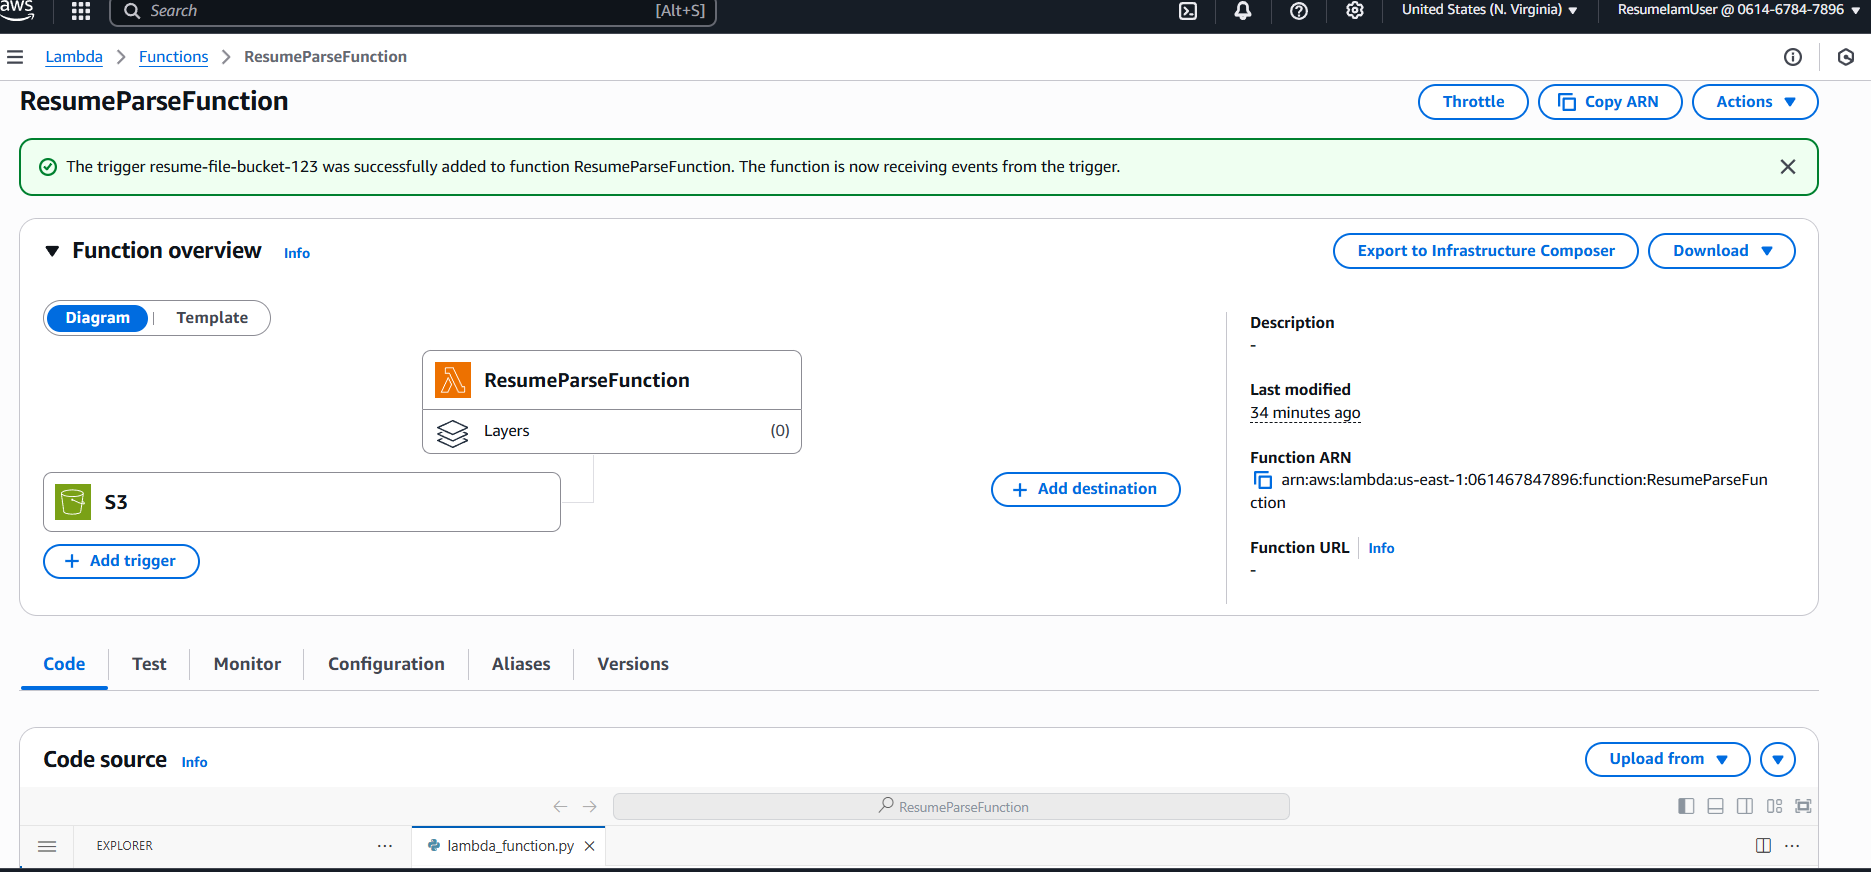 aws
Search
[Alt+S]
United States (N. Virginia)
ResumeIamUser @ 0614-6784-7896
Lambda
Functions
ResumeParseFunction
ResumeParseFunction
Throttle
Copy ARN
Actions
The trigger resume-file-bucket-123 was successfully added to function ResumeParseFunction. The function is now receiving events from the trigger.
Function overview
Info
Export to Infrastructure Composer
Download
Diagram
Template
ResumeParseFunction
Layers
(0)
S3
Add trigger
Add destination
Description
-
Last modified
34 minutes ago
Function ARN
arn:aws:lambda:us-east-1:061467847896:function:ResumeParseFun
ction
Function URL
Info
-
Code
Test
Monitor
Configuration
Aliases
Versions
Code source
Info
Upload from
ResumeParseFunction
EXPLORER
lambda_function.py